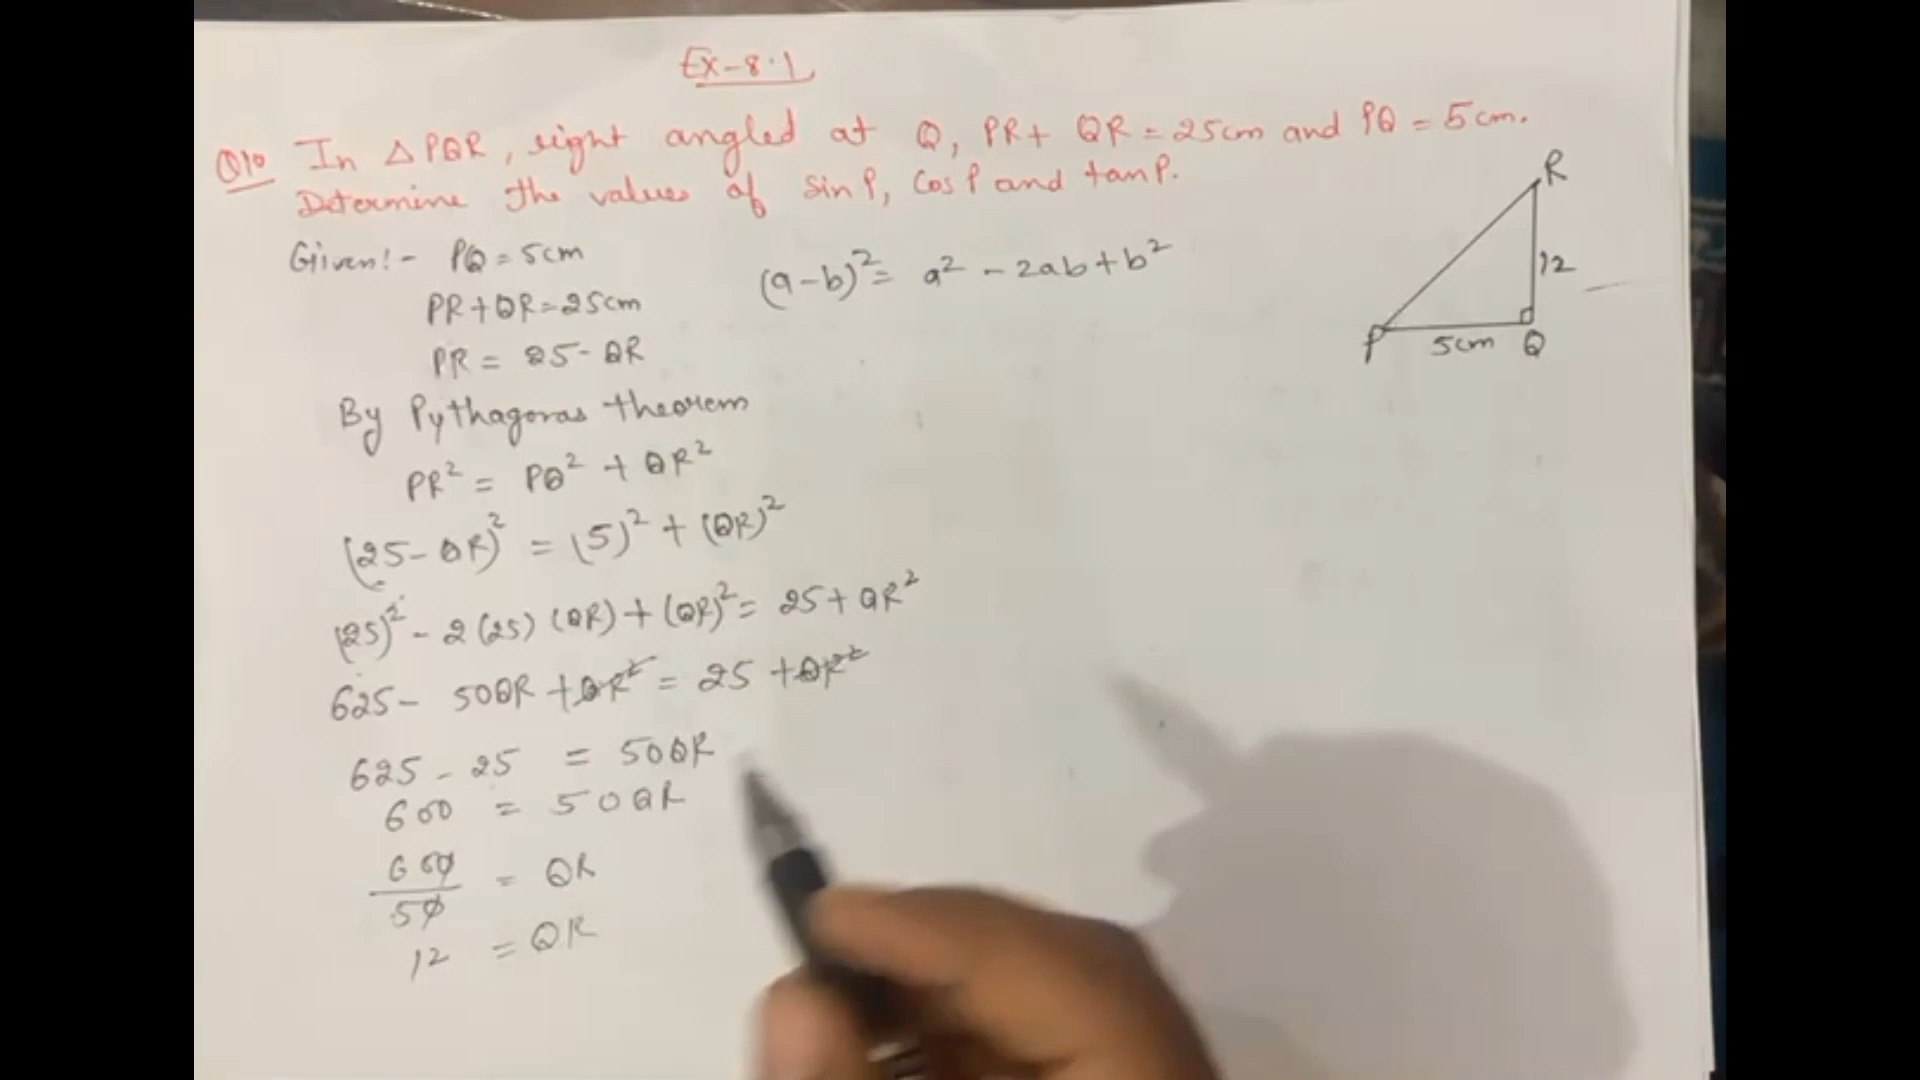 Ex-8.1
Q10 In △PQR, right angled at Q, PR+ QR = 25cm and PQ = 5cm.
Determine the values of sin P, Cos P and tan P.
Given:- PQ = 5cm
PR+QR=25cm
PR = 25-QR
(a-b)² = a² - 2ab+b²
R
12
P 5cm Q
By Pythagoras theorem
PR² = PQ² + QR²
(25-QR)² = (5)² + (QR)²
(25)² - 2(25) (QR) + (QR)² = 25+QR²
625 - 50QR + QR² = 25 + QR²
625 - 25 = 50QR
600 = 50QR
600/50 = QR
12 = QR